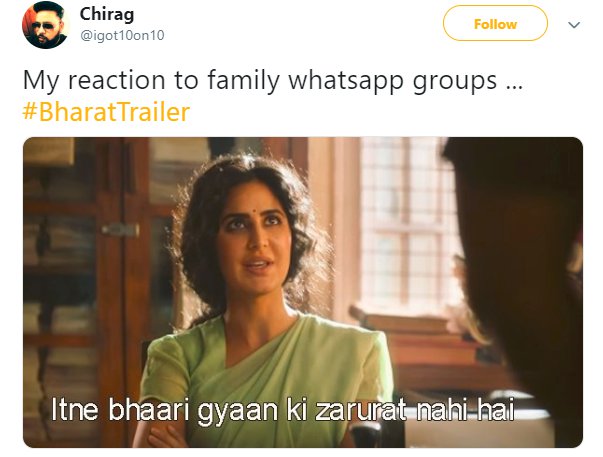 Chirag
@igot10on10
Follow
My reaction to family whatsapp groups ...
#BharatTrailer
Itne bhaari gyaan ki zarurat nahi hai